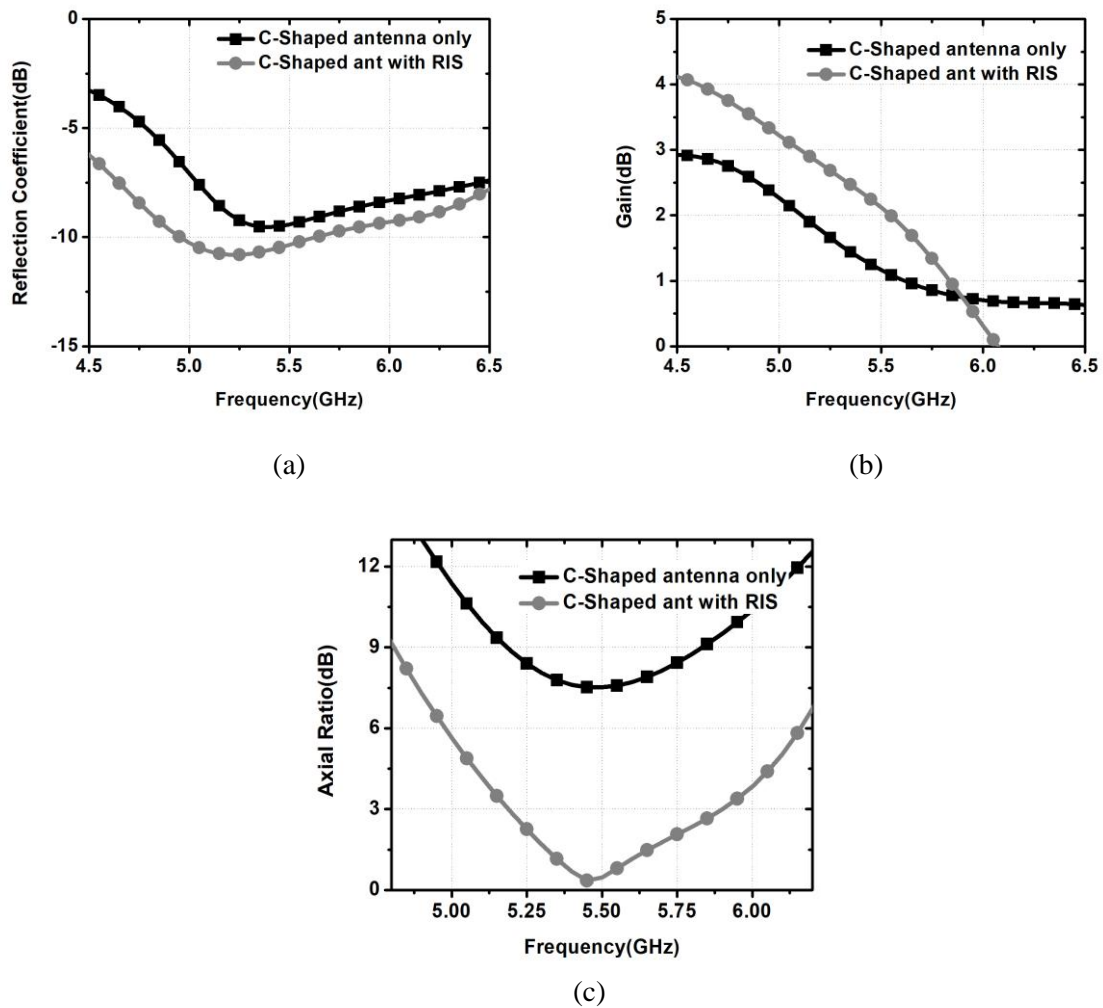 0
-5
-10
-15
Reflection Coefficient(dB)
C-Shaped antenna only
C-Shaped ant with RIS
4.5 5.0 5.5 6.0 6.5
Frequency(GHz)
(a)
5
4
3
2
1
0
Gain(dB)
C-Shaped antenna only
C-Shaped ant with RIS
4.5 5.0 5.5 6.0 6.5
Frequency(GHz)
(b)
12
9
6
3
0
Axial Ratio(dB)
C-Shaped antenna only
C-Shaped ant with RIS
5.00 5.25 5.50 5.75 6.00
Frequency(GHz)
(c)